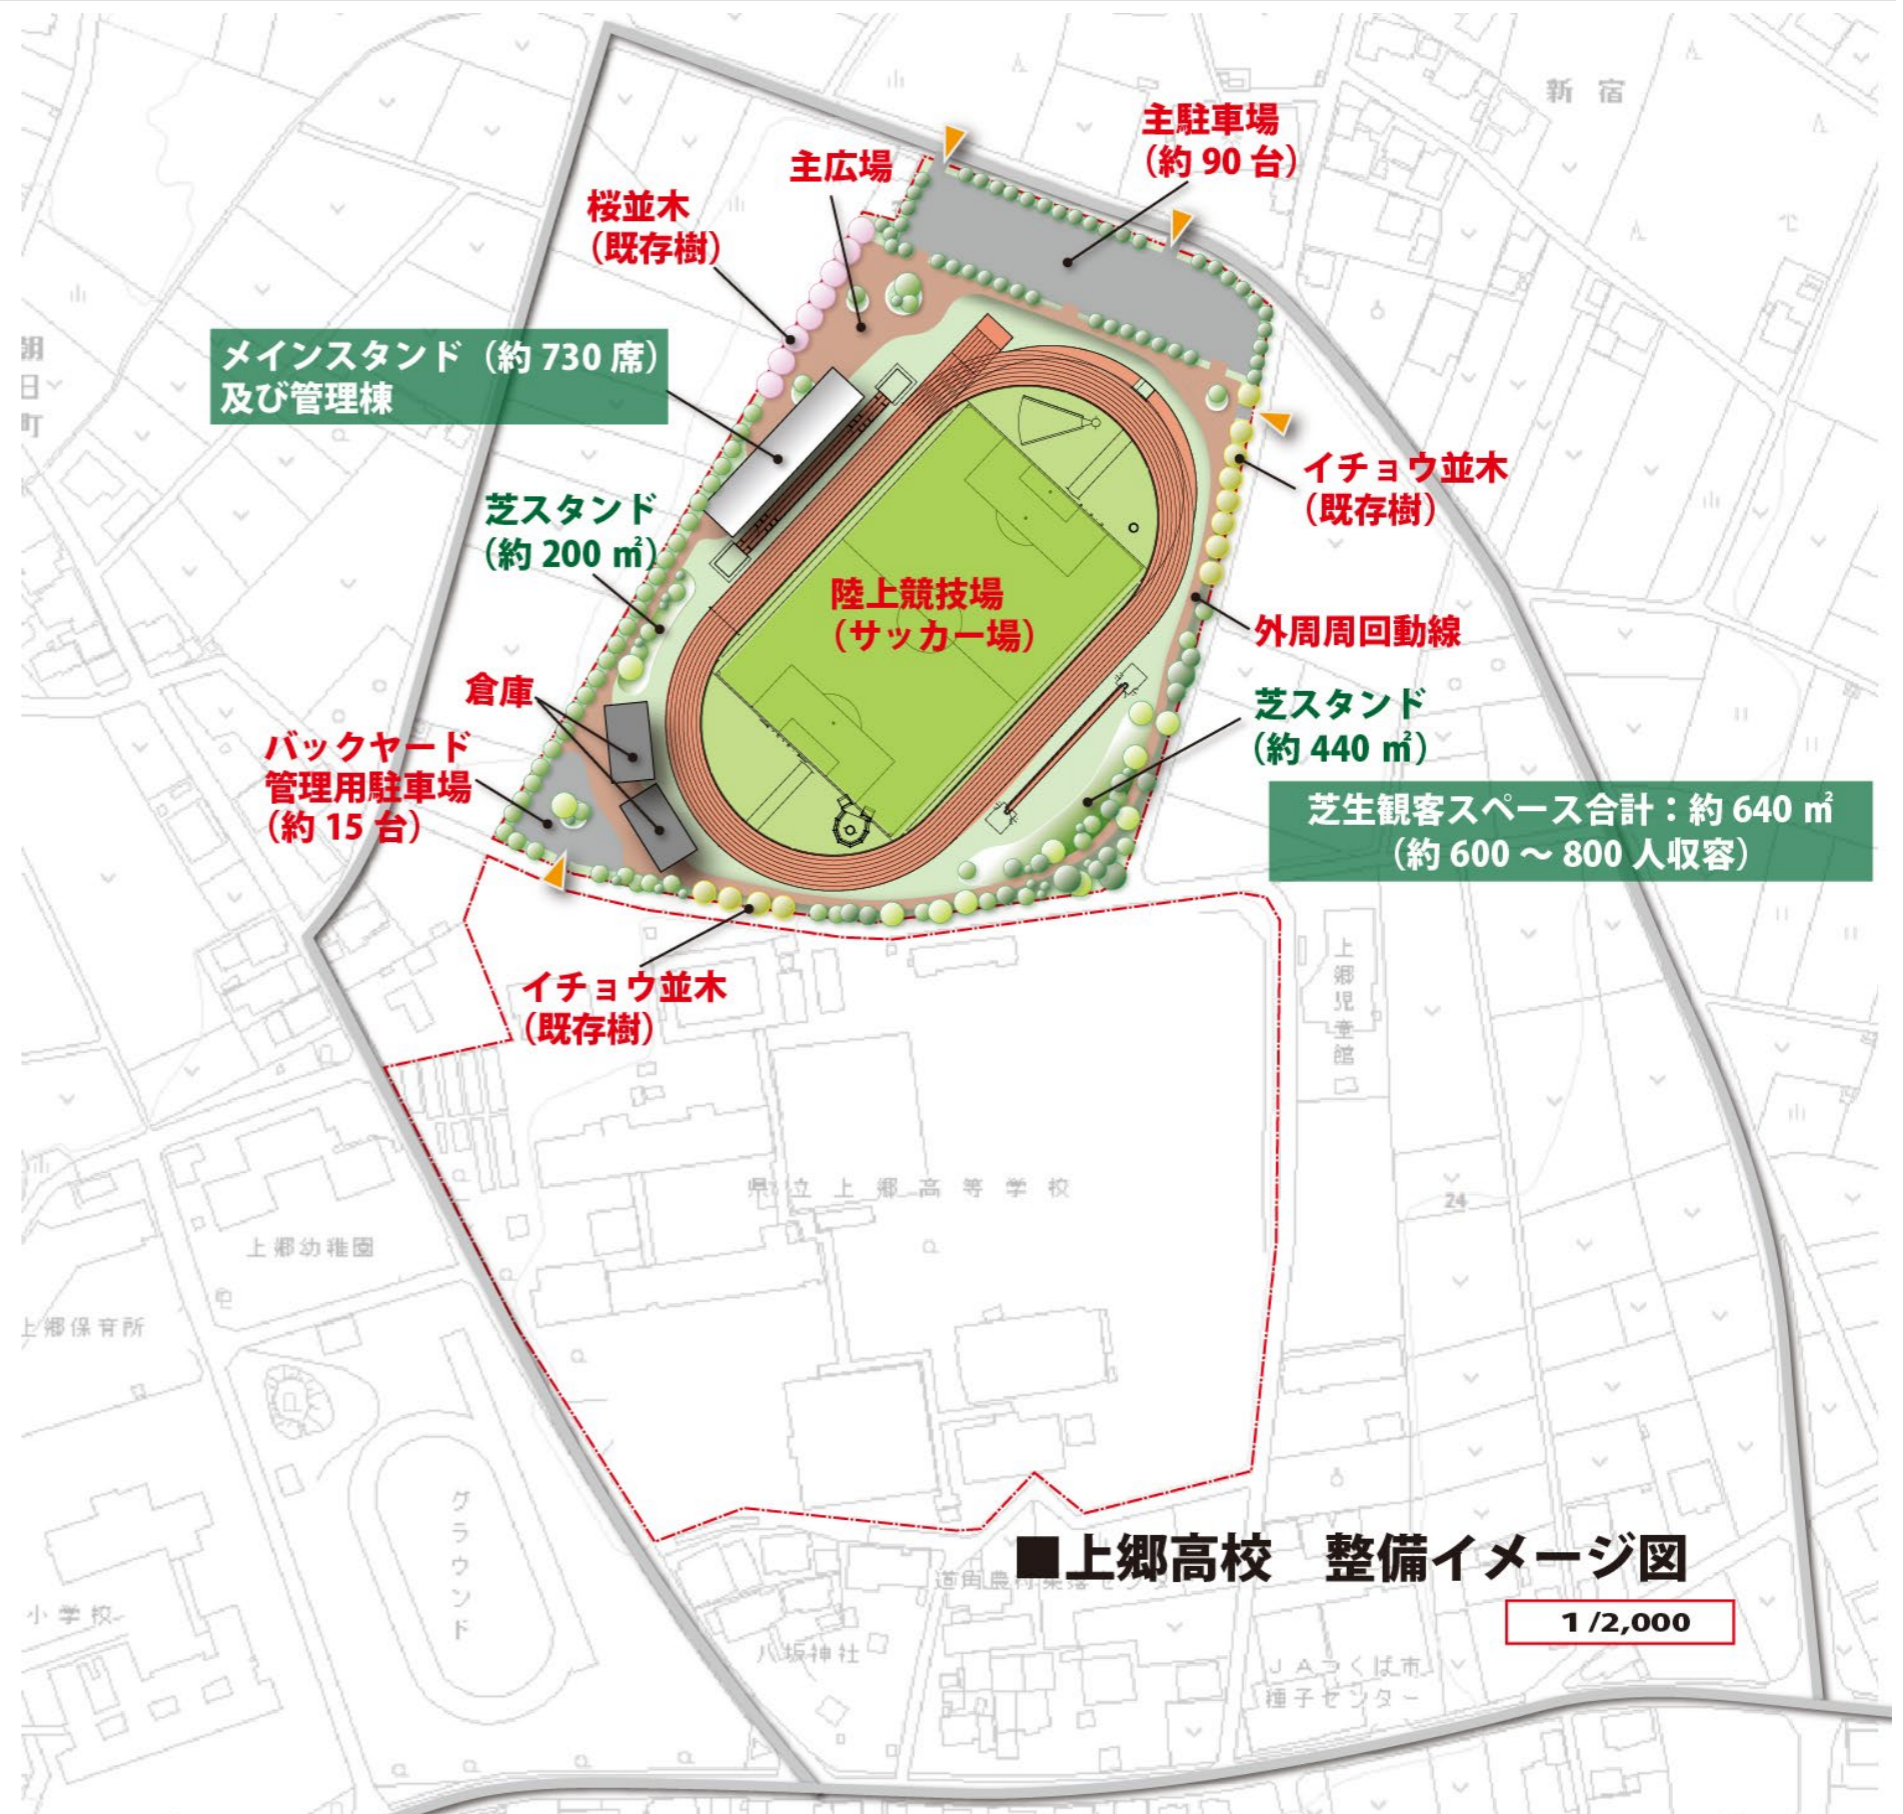 新宿
主駐車場
（約 90 台）
主広場
桜並木
（既存樹）
メインスタンド（約 730 席）
及び管理棟
イチョウ並木
（既存樹）
芝スタンド
（約 200 ㎡）
陸上競技場
（サッカー場）
外周周回動線
倉庫
芝スタンド
（約 440 ㎡）
バックヤード
管理用駐車場
（約 15 台）
芝生観客スペース合計：約 640 ㎡
（約 600 ～ 800 人収容）
イチョウ並木
（既存樹）
上郷児童館
県立上郷高等学校
24
上郷幼稚園
上郷保育所
グラウンド
■上郷高校　整備イメージ図
1/2,000
小学校
八坂神社
JAつくば市
種子センター